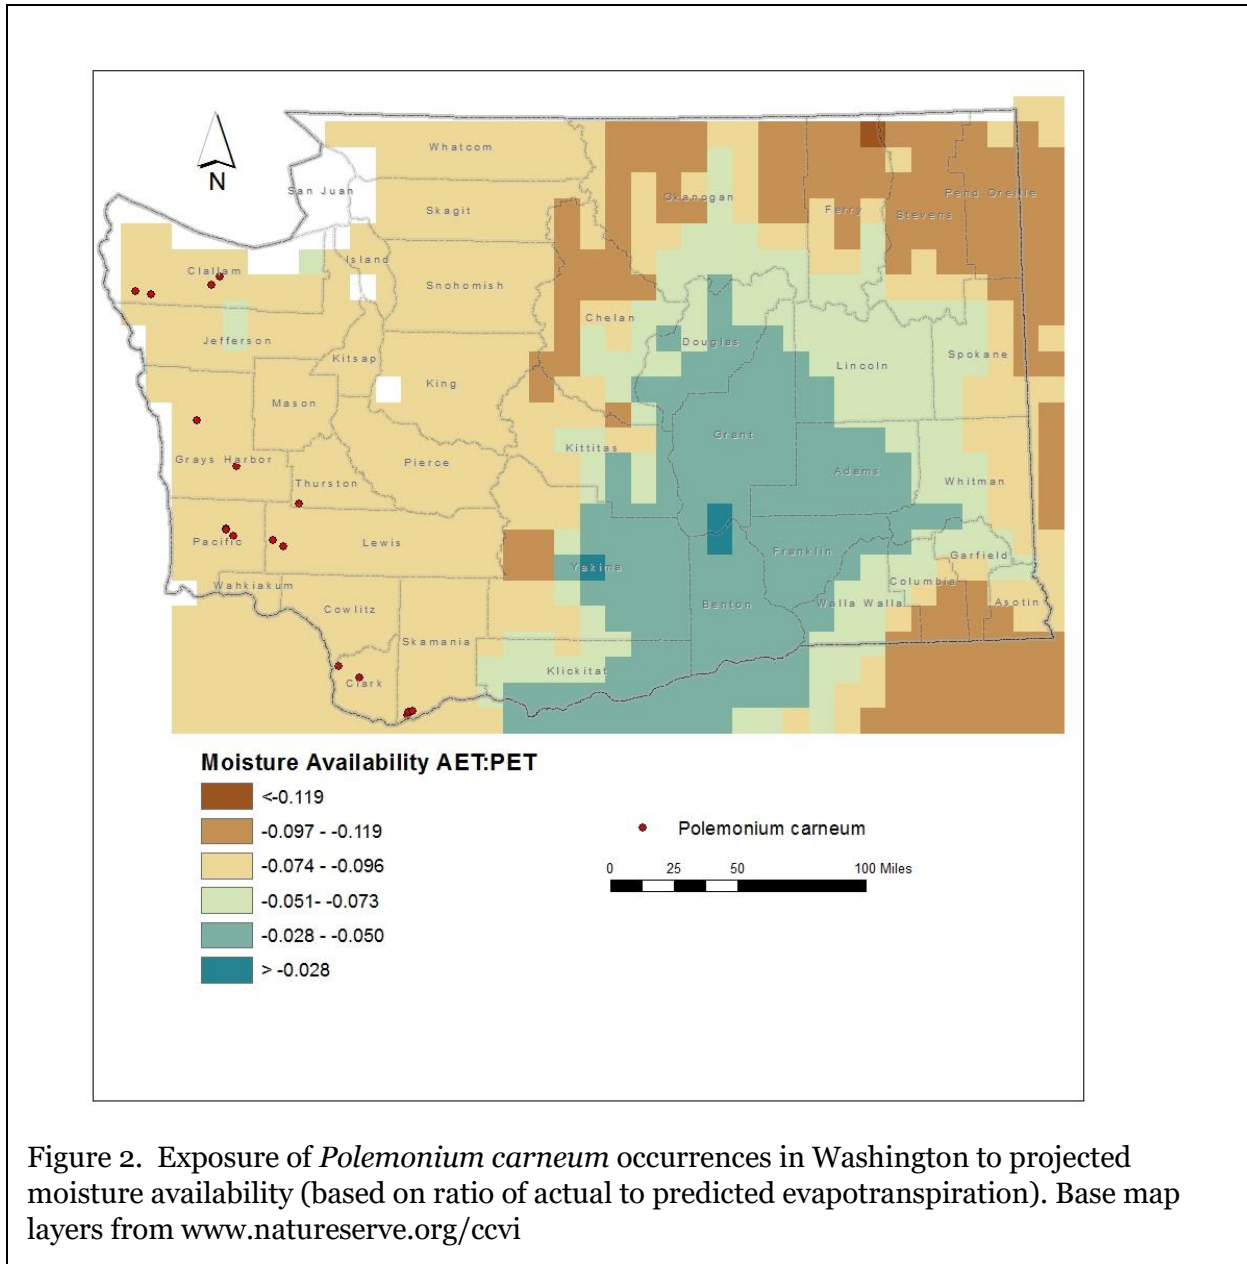 N
Whatcom
San Juan
Skagit
Okanogan
Ferry
Stevens
Pend Oreille
Clallam
Island
Snohomish
Chelan
Jefferson
Kitsap
Douglas
Lincoln
Spokane
King
Mason
Grant
Kittitas
Grays Harbor
Pierce
Adams
Thurston
Whitman
Pacific
Lewis
Franklin
Garfield
Yakima
Wahkiakum
Columbia
Cowlitz
Benton
Walla Walla
Asotin
Skamania
Klickitat
Clark
Moisture Availability AET:PET
<-0.119
-0.097 - -0.119
-0.074 - -0.096
-0.051- -0.073
-0.028 - -0.050
> -0.028
Polemonium carneum
0 25 50 100 Miles
Figure 2. Exposure of Polemonium carneum occurrences in Washington to projected
moisture availability (based on ratio of actual to predicted evapotranspiration). Base map
layers from www.natureserve.org/ccvi